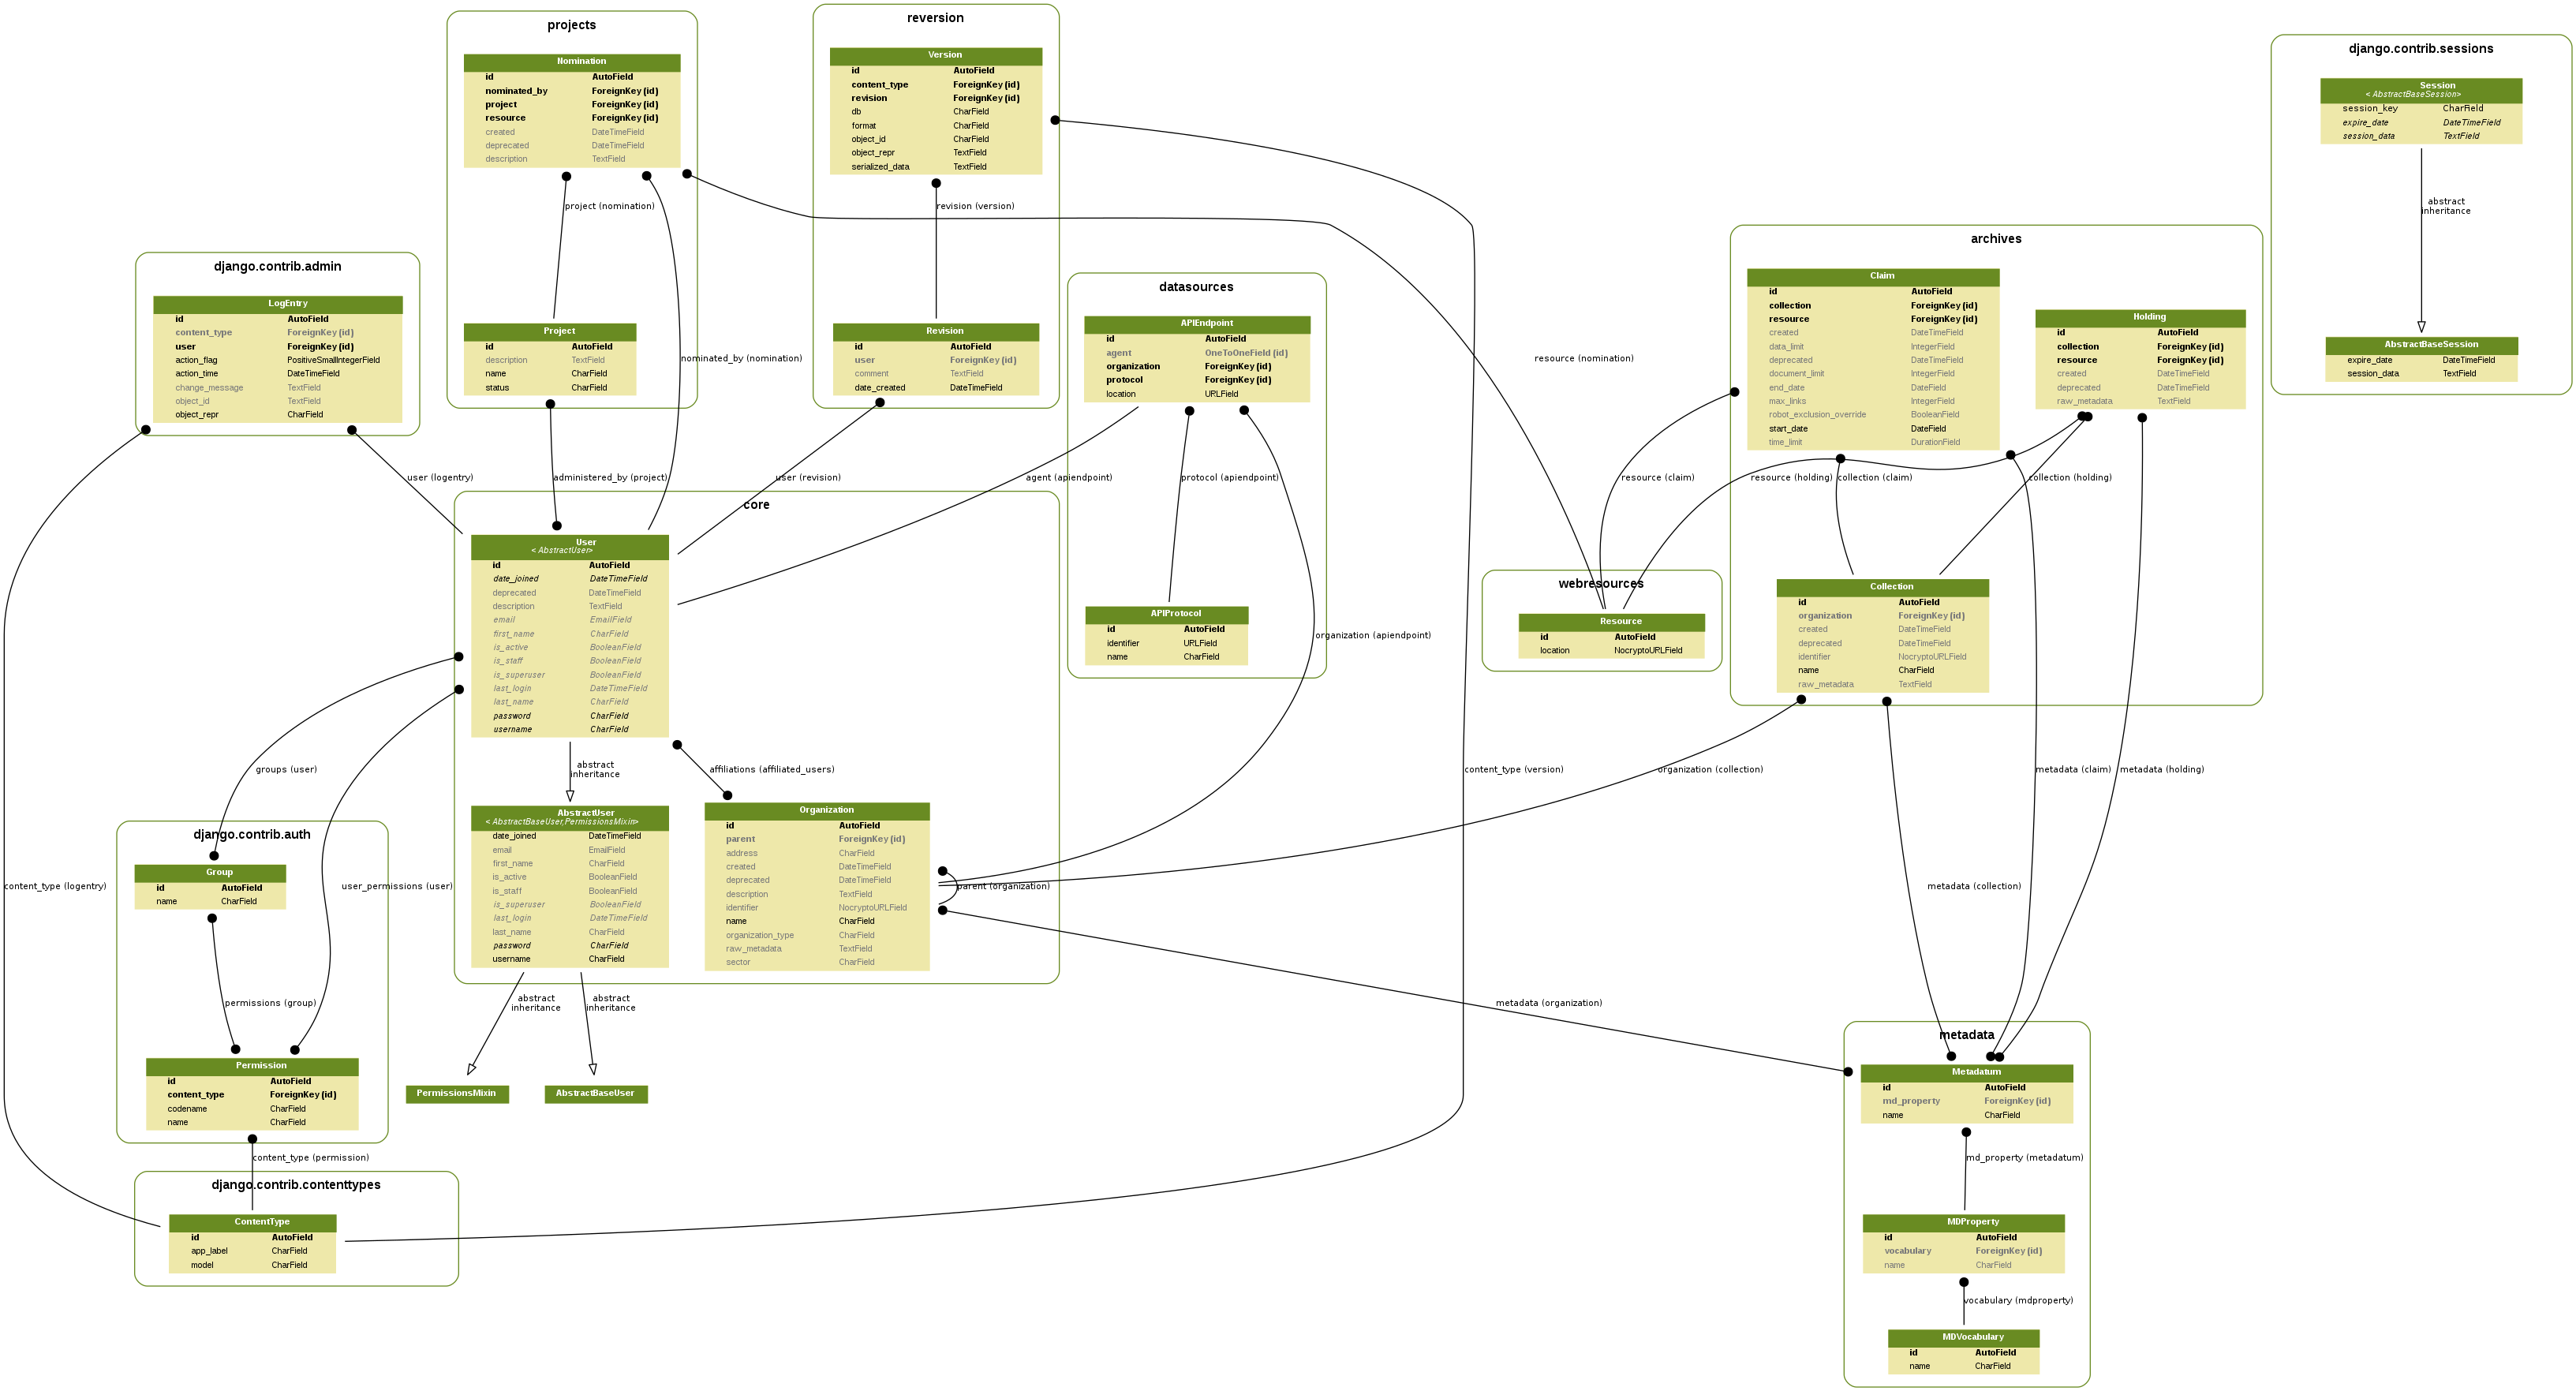 projects
Nomination
id AutoField
nominated_by ForeignKey (id)
project ForeignKey (id)
resource ForeignKey (id)
created DateTimeField
deprecated DateTimeField
description TextField
project (nomination)
nominated_by (nomination)
Project
id AutoField
description TextField
name CharField
status CharField
administered_by (project)
reversion
Version
id AutoField
content_type ForeignKey (id)
revision ForeignKey (id)
db CharField
format CharField
object_id CharField
object_repr TextField
serialized_data TextField
revision (version)
Revision
id AutoField
user ForeignKey (id)
comment TextField
date_created DateTimeField
user (revision)
django.contrib.sessions
Session
< AbstractBaseSession>
session_key CharField
expire_date DateTimeField
session_data TextField
abstract
inheritance
AbstractBaseSession
expire_date DateTimeField
session_data TextField
django.contrib.admin
LogEntry
id AutoField
content_type ForeignKey (id)
user ForeignKey (id)
action_flag PositiveSmallIntegerField
action_time DateTimeField
change_message TextField
object_id TextField
object_repr CharField
user (logentry)
content_type (logentry)
datasources
APIEndpoint
id AutoField
agent OneToOneField (id)
organization ForeignKey (id)
protocol ForeignKey (id)
location URLField
agent (apiendpoint)
protocol (apiendpoint)
organization (apiendpoint)
APIProtocol
id AutoField
identifier URLField
name CharField
resource (nomination)
archives
Claim
id AutoField
collection ForeignKey (id)
resource ForeignKey (id)
created DateTimeField
data_limit IntegerField
deprecated DateTimeField
document_limit IntegerField
end_date DateField
max_links IntegerField
robot_exclusion_override BooleanField
start_date DateField
time_limit DurationField
Holding
id AutoField
collection ForeignKey (id)
resource ForeignKey (id)
created DateTimeField
deprecated DateTimeField
raw_metadata TextField
resource (claim)
resource (holding)
collection (claim)
collection (holding)
Collection
id AutoField
organization ForeignKey (id)
created DateTimeField
deprecated DateTimeField
identifier NocryptoURLField
name CharField
raw_metadata TextField
webresources
Resource
id AutoField
location NocryptoURLField
core
User
< AbstractUser>
id AutoField
date_joined DateTimeField
deprecated DateTimeField
description TextField
email EmailField
first_name CharField
is_active BooleanField
is_staff BooleanField
is_superuser BooleanField
last_login DateTimeField
last_name CharField
password CharField
username CharField
abstract
inheritance
affiliations (affiliated_users)
AbstractUser
< AbstractBaseUser,PermissionsMixin>
date_joined DateTimeField
email EmailField
first_name CharField
is_active BooleanField
is_staff BooleanField
is_superuser BooleanField
last_login DateTimeField
last_name CharField
password CharField
username CharField
Organization
id AutoField
parent ForeignKey (id)
address CharField
created DateTimeField
deprecated DateTimeField
description TextField
identifier NocryptoURLField
name CharField
organization_type CharField
raw_metadata TextField
sector CharField
parent (organization)
content_type (version)
organization (collection)
metadata (claim)
metadata (holding)
metadata (collection)
metadata (organization)
groups (user)
user_permissions (user)
django.contrib.auth
Group
id AutoField
name CharField
permissions (group)
Permission
id AutoField
content_type ForeignKey (id)
codename CharField
name CharField
content_type (permission)
abstract
inheritance
abstract
inheritance
PermissionsMixin
AbstractBaseUser
django.contrib.contenttypes
ContentType
id AutoField
app_label CharField
model CharField
metadata
Metadatum
id AutoField
md_property ForeignKey (id)
name CharField
md_property (metadatum)
MDProperty
id AutoField
vocabulary ForeignKey (id)
name CharField
vocabulary (mdproperty)
MDVocabulary
id AutoField
name CharField